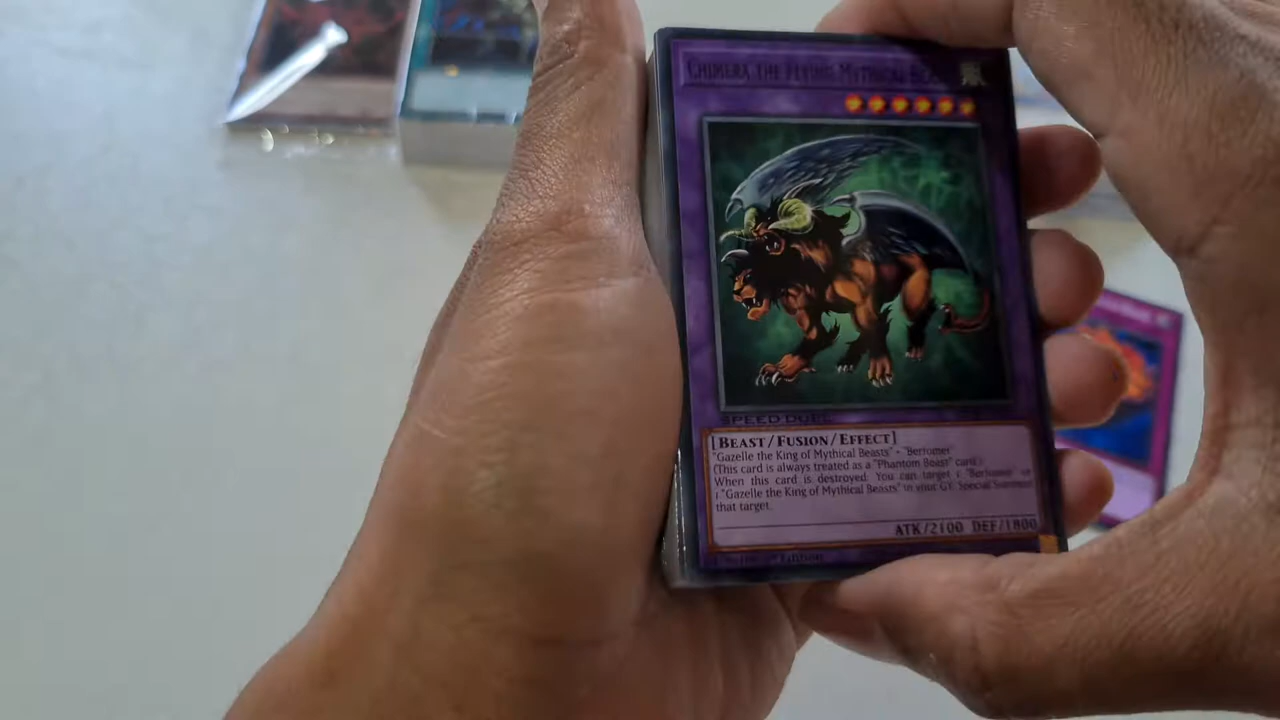 CHIMERA THE FLYING MYTHICAL BEAST
SPEED DUEL
[BEAST/FUSION/EFFECT]
"Gazelle the King of Mythical Beasts" + "Berfomet"
(This card is always treated as a "Phantom Beast" card.)
When this card is destroyed: You can target 1 "Berfomet" or
1 "Gazelle the King of Mythical Beasts" in your GY; Special Summon
that target.
ATK/2100 DEF/1800
Edition